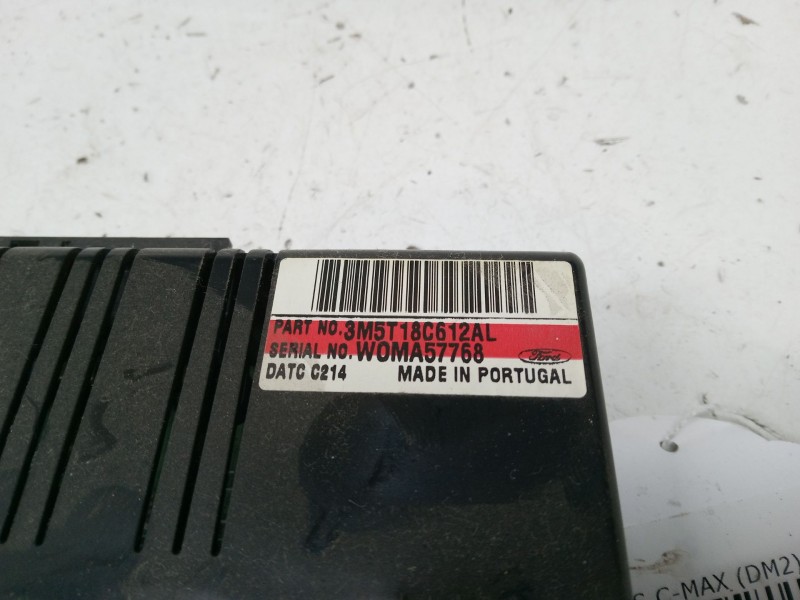 PART NO. 3M5T18C612AL
SERIAL NO. WOMA57768
Ford
DATC C214 MADE IN PORTUGAL
C-MAX (DM2)